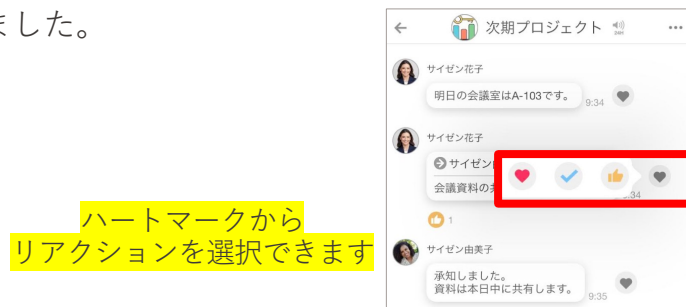 ました。
ハートマークから
リアクションを選択できます
次期プロジェクト
24H
サイゼン花子
明日の会議室はA-103です。
9:34
サイゼン花子
サイゼン
会議資料の
:34
1
サイゼン由美子
承知しました。
資料は本日中に共有します。
9:35